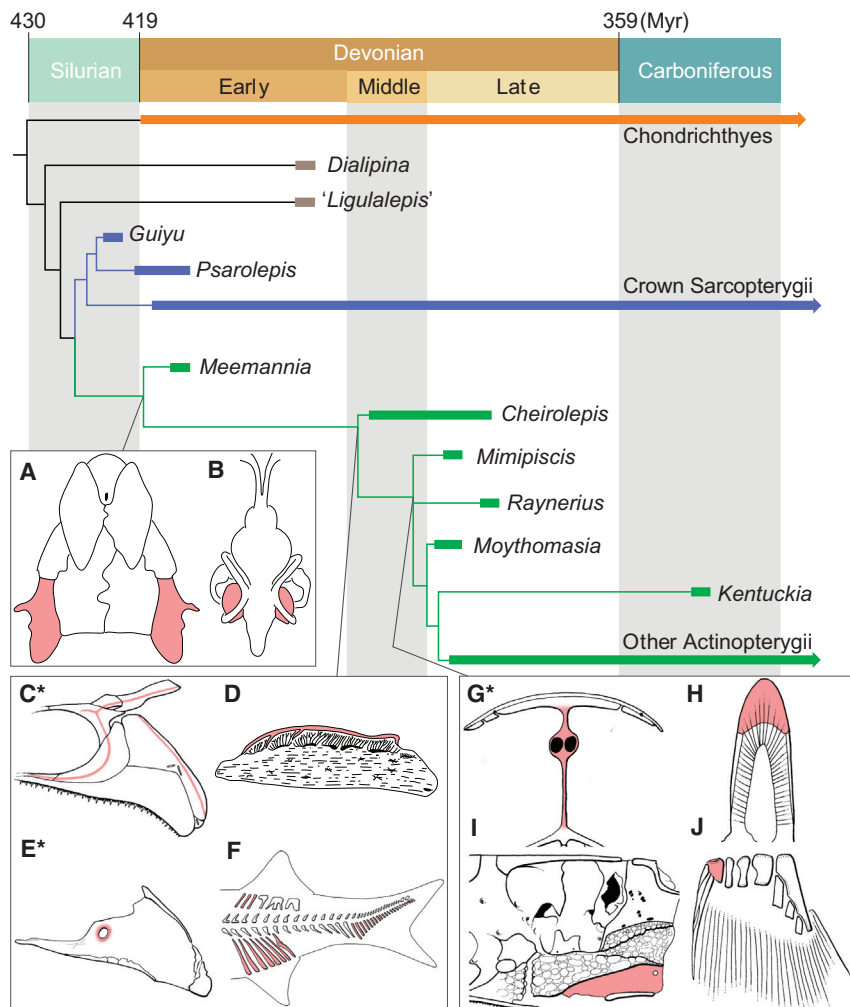 430 419 359 (Myr)
Silurian Devonian Carboniferous
Early Middle Late
Chondrichthyes
Dialipina
‘Ligulalepis’
Guiyu
Psarolepis
Crown Sarcopterygii
Meemannia
Cheirolepis
A B
Mimipiscis
Raynerius
Moythomasia
Kentuckia
Other Actinopterygii
C* D G* H
E* F I J